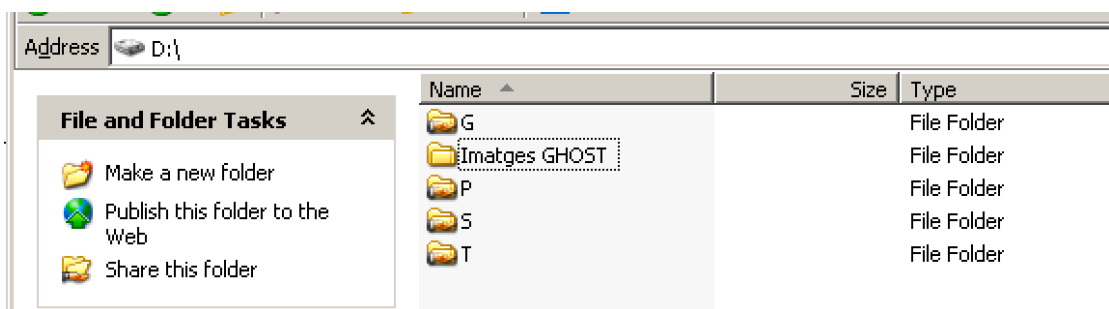 Address D:\
Name Size Type
File and Folder Tasks
Make a new folder
Publish this folder to the
Web
Share this folder
G File Folder
Imatges GHOST File Folder
P File Folder
S File Folder
T File Folder